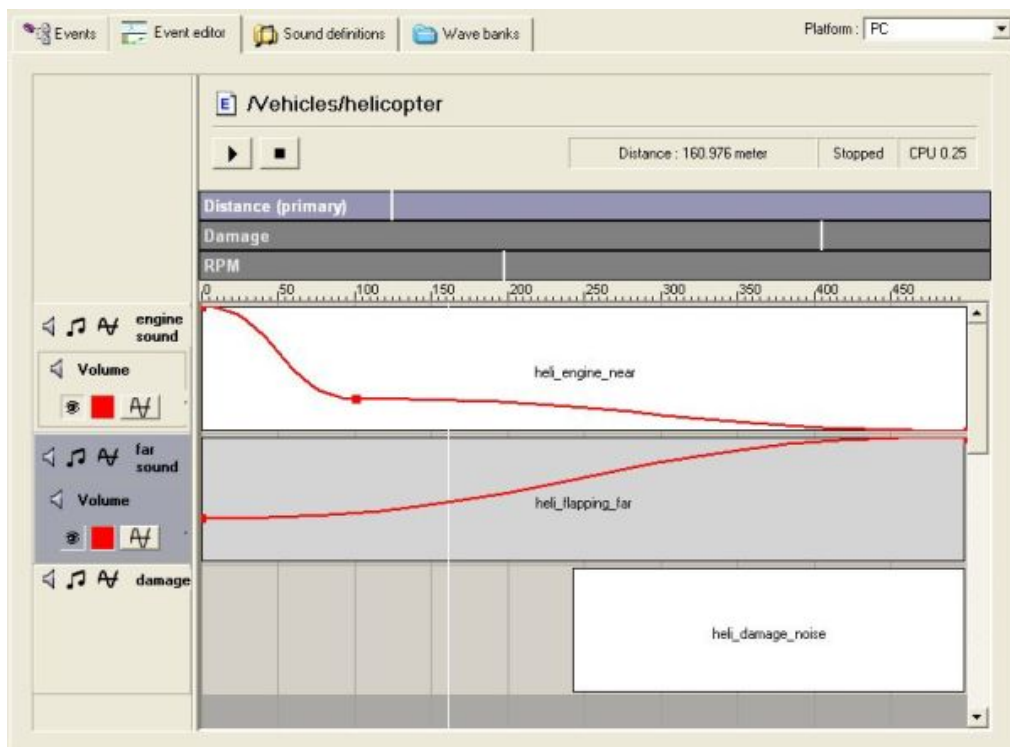 Events Event editor Sound definitions Wave banks Platform : PC
E /Vehicles/helicopter
Distance : 160.976 meter Stopped CPU 0.25
Distance (primary)
Damage
RPM
0 50 100 150 200 250 300 350 400 450
engine
sound
Volume
heli_engine_near
far
sound
Volume
heli_flapping_far
damage
heli_damage_noise